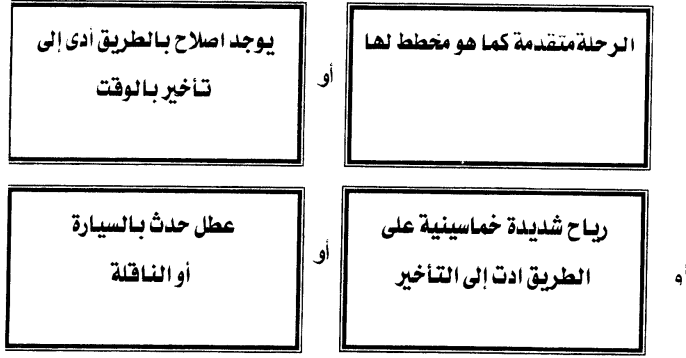 الرحلة متقدمة كما هو مخطط لها
أو
يوجد اصلاح بالطريق أدى إلى
تأخير بالوقت
أو
رياح شديدة خماسينية على
الطريق ادت إلى التأخير
أو
عطل حدث بالسيارة
أو الناقلة